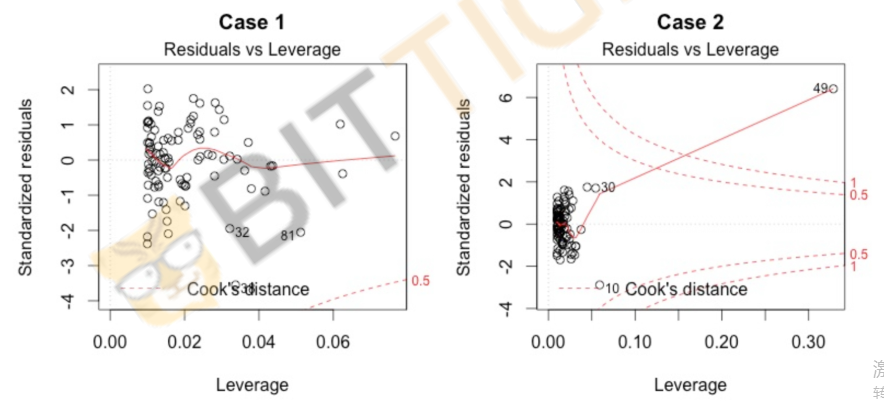 Case 1
Residuals vs Leverage
Standardized residuals
2
1
0
-1
-2
-3
-4
32
81
Cook's distance
0.5
0.00
0.02
0.04
0.06
Leverage
Case 2
Residuals vs Leverage
Standardized residuals
6
4
2
0
-2
-4
49
30
10
Cook's distance
1
0.5
0.5
1
0.00
0.10
0.20
0.30
Leverage
BIT TIGE